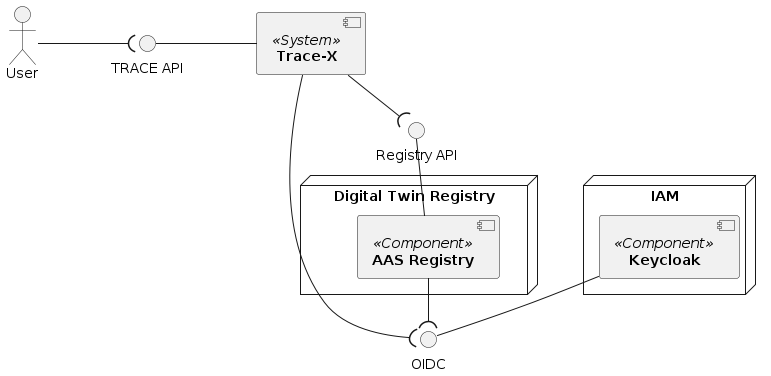 User
TRACE API
«System»
Trace-X
Registry API
Digital Twin Registry
IAM
«Component»
AAS Registry
«Component»
Keycloak
OIDC